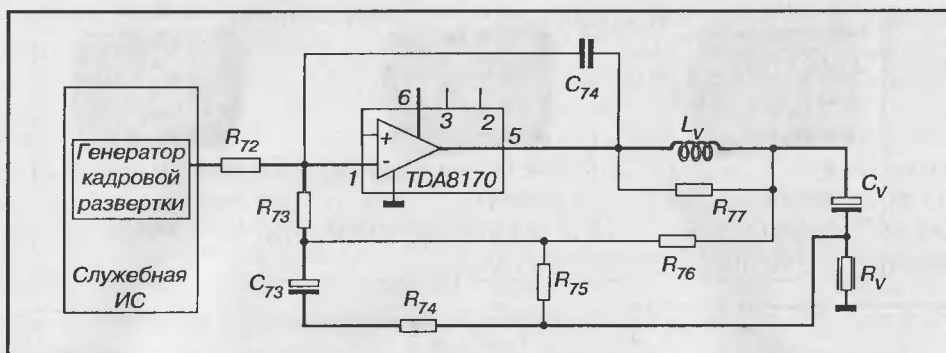 Генератор
кадровой
развертки
Служебная
ИС
R72
R73
C73
R74
1
+
-
6
3
2
5
TDA8170
C74
LV
R77
R76
R75
CV
RV